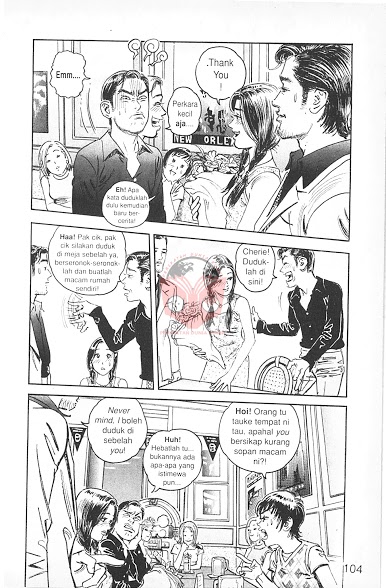 Emm....
.Thank
You
!
Perkara
kecil
aja....
NEW ORLE
Eh! Apa
kata duduklah
dulu kemudian
baru ber-
cerita!
Haa! Pak cik, pak
cik silakan duduk
di meja sebelah ya,
berseronok-seronok-
lah dan buatlah
macam rumah
sendiri!
Cherie!
Duduk-
lah di
sini!
Never
mind, I boleh
duduk di
sebelah
you!
Huh!
Hebatlah tu...
bukannya ada
apa-apa yang
istimewa
pun...
Hoi! Orang tu
tauke tempat ni
tau, apahal you
bersikap kurang
sopan macam
ni?!
104